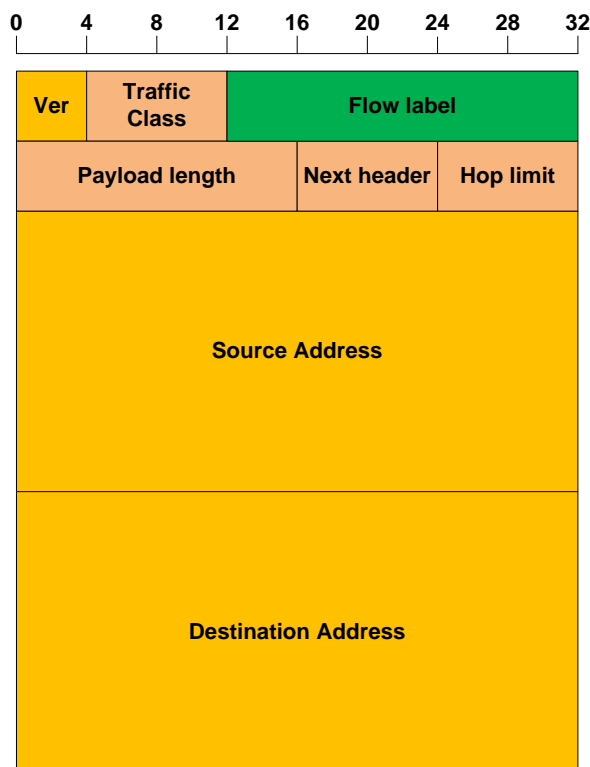 0 4 8 12 16 20 24 28 32
Ver Traffic Class Flow label
Payload length Next header Hop limit
Source Address
Destination Address